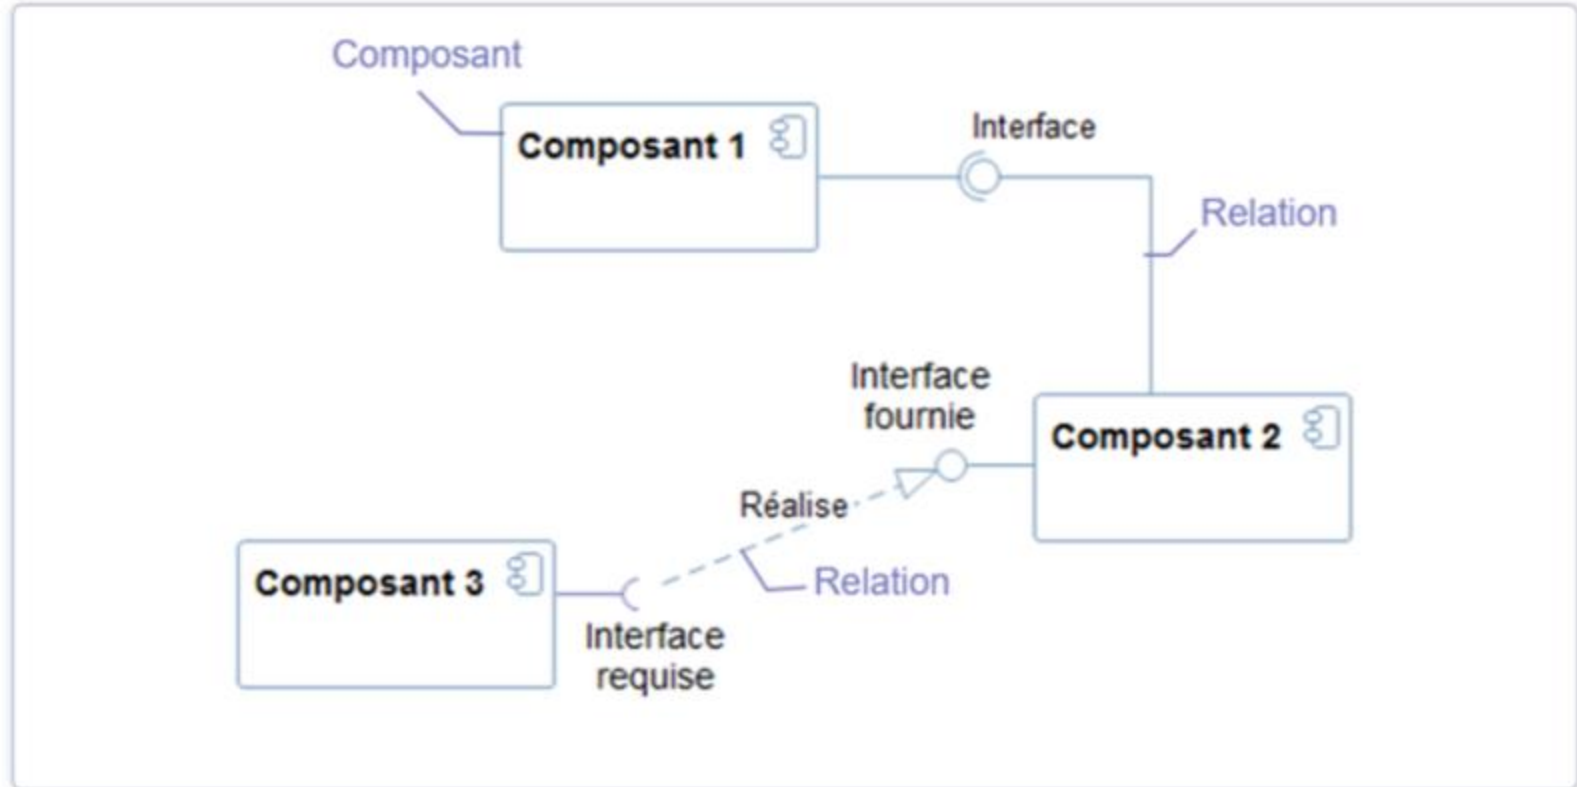 Composant
Composant 1
Interface
Relation
Interface
fournie
Composant 2
Réalise
Composant 3
Relation
Interface
requise